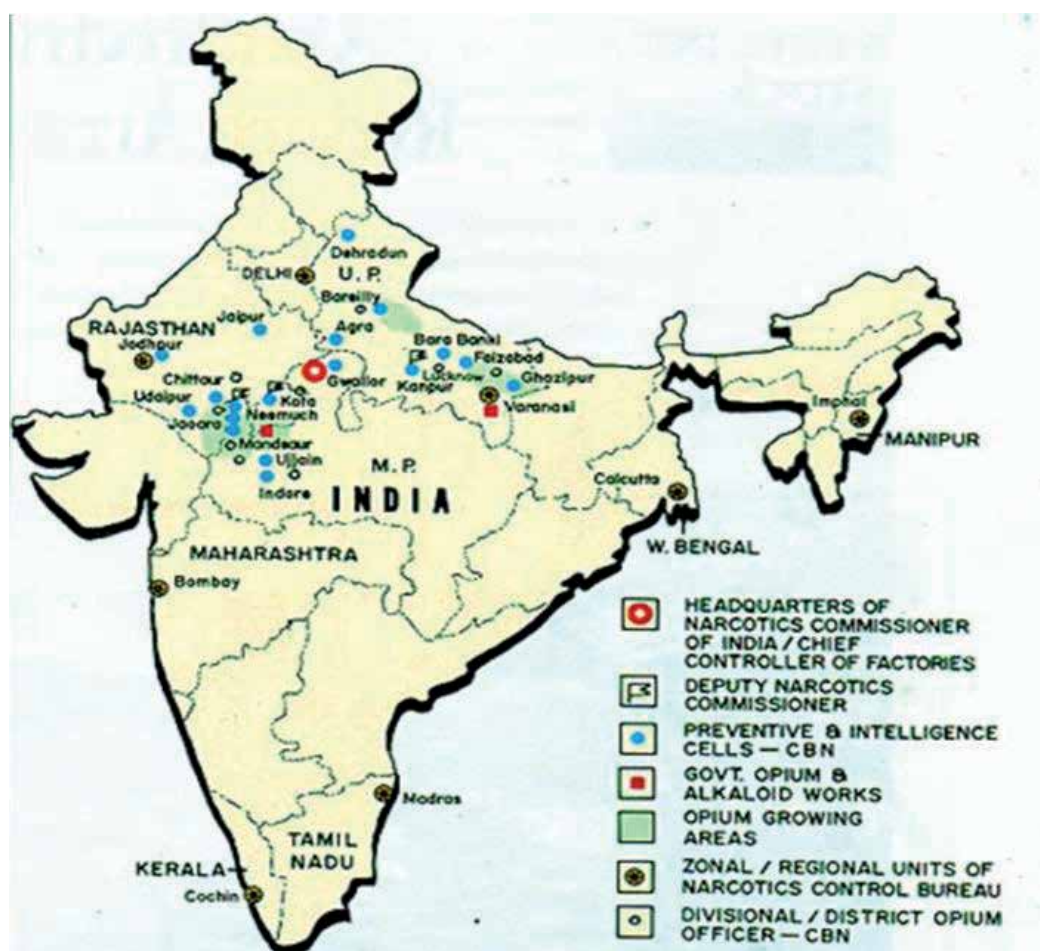 Dehradun
DELHI
U. P.
Bareilly
Jaipur
Agra
RAJASTHAN
Jodhpur
Bara Banki
Faizabad
Chittaur
Gwalior
Lucknow
Kanpur
Ghazipur
Udaipur
Kota
Neemuch
Varanasi
Imphal
Jaoara
Mandsaur
MANIPUR
Ujjain
M. P.
Indore
INDIA
Calcutta
MAHARASHTRA
W. BENGAL
Bombay
HEADQUARTERS OF
NARCOTICS COMMISSIONER
OF INDIA / CHIEF
CONTROLLER OF FACTORIES
DEPUTY NARCOTICS
COMMISSIONER
PREVENTIVE & INTELLIGENCE
CELLS — CBN
GOVT. OPIUM &
ALKALOID WORKS
Madras
OPIUM GROWING
AREAS
TAMIL
NADU
KERALA
ZONAL / REGIONAL UNITS OF
NARCOTICS CONTROL BUREAU
Cochin
DIVISIONAL / DISTRICT OPIUM
OFFICER — CBN